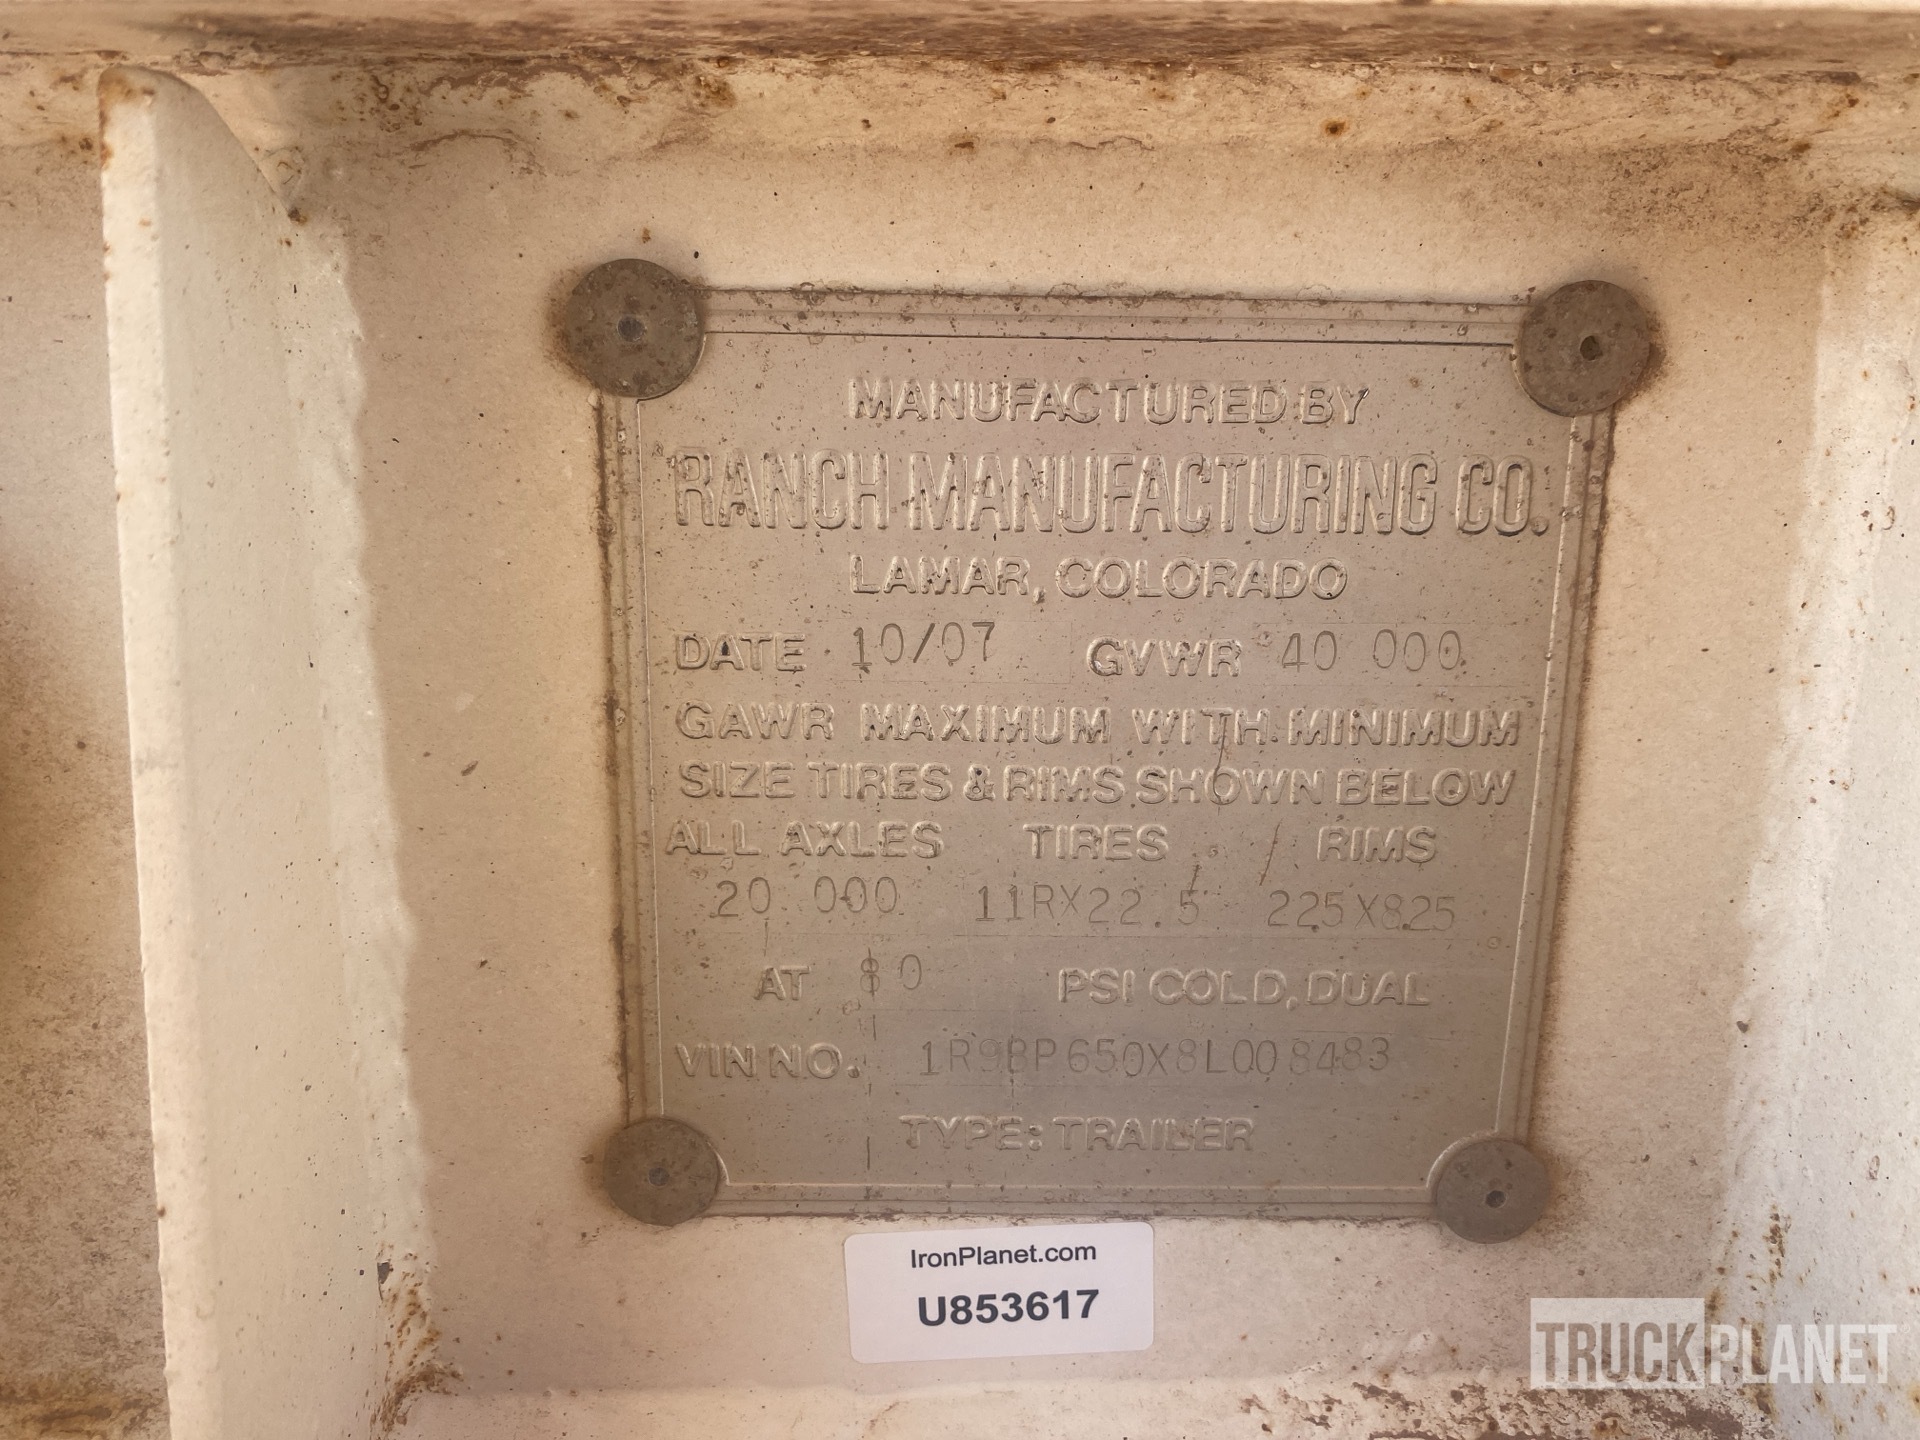 MANUFACTURED BY
RANCH MANUFACTURING CO.
LAMAR, COLORADO
DATE 10/07 GVWR 40 000
GAWR MAXIMUM WITH MINIMUM
SIZE TIRES & RIMS SHOWN BELOW
ALL AXLES TIRES / RIMS
20 000 11RX22.5 225X825
AT 80 PSI COLD, DUAL
VIN NO. 1R9BP650X8L008483
TYPE: TRAILER
IronPlanet.com
U853617
TRUCKPLANET